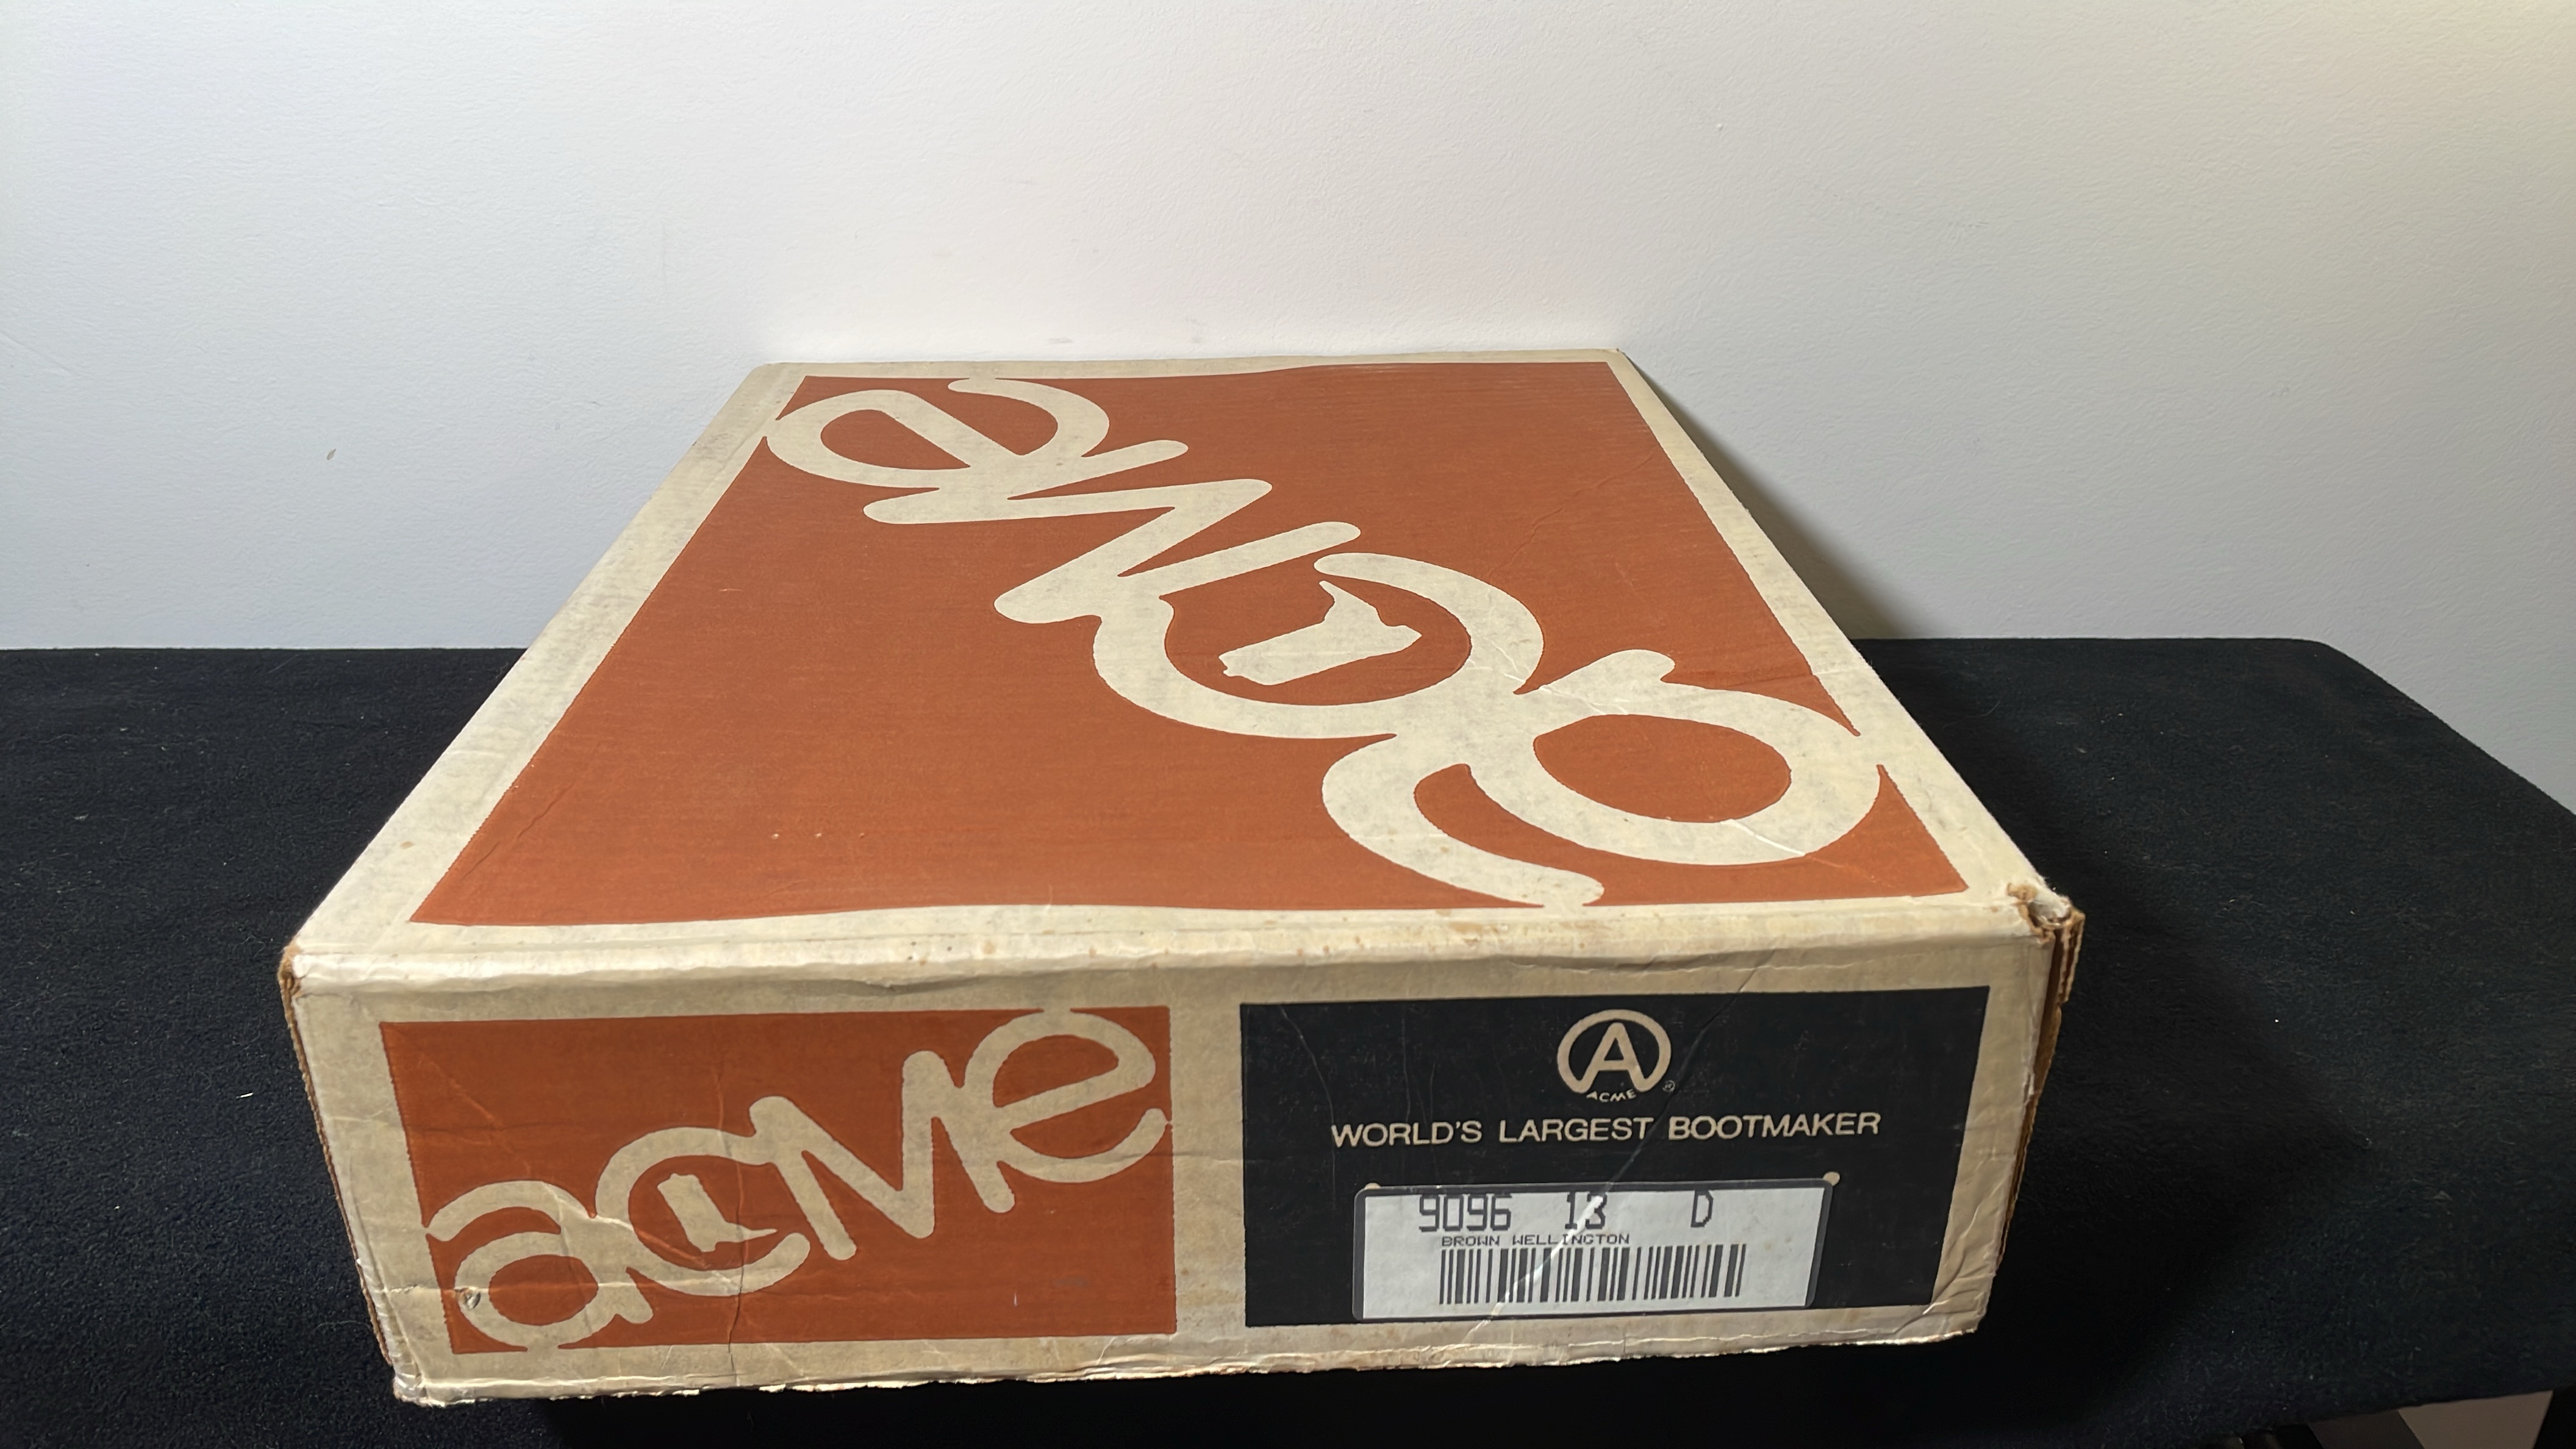 acme
acme
A
ACME ®
WORLD'S LARGEST BOOTMAKER
9096 13 D
BROWN WELLINGTON